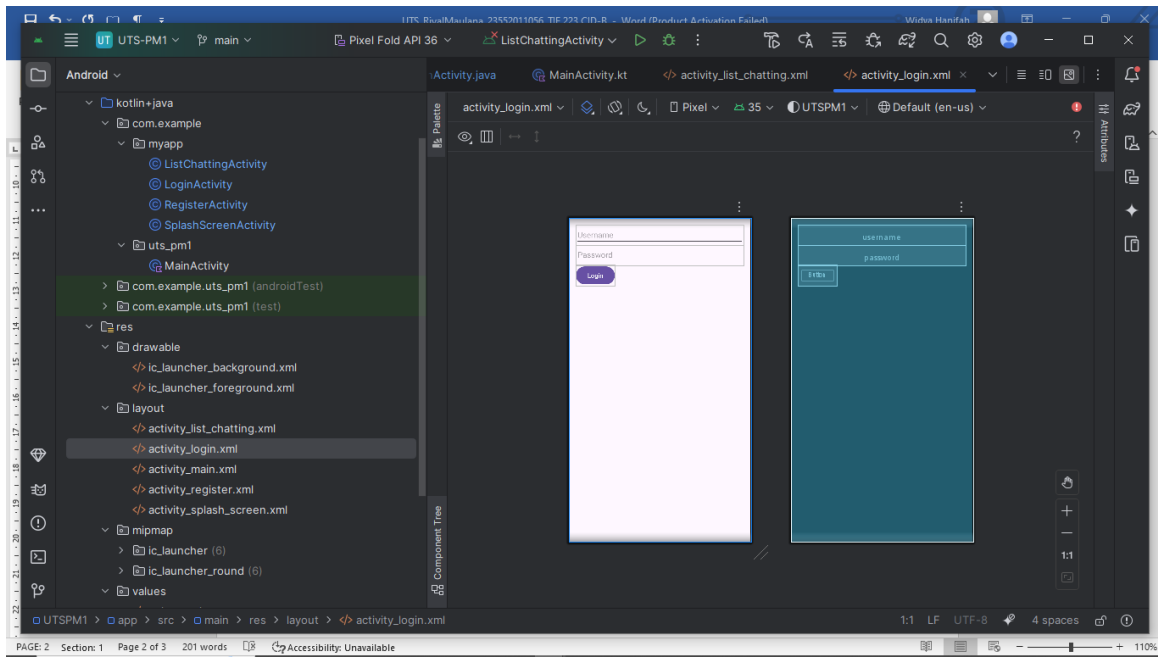 UTS_RivalMaulana_23552011056_TIF 223 CID-B - Word (Product Activation Failed)
Widya Hanifah
UT UTS-PM1
main
Pixel Fold API 36
ListChattingActivity
Android
Activity.java
MainActivity.kt
activity_list_chatting.xml
activity_login.xml
kotlin+java
com.example
myapp
ListChattingActivity
LoginActivity
RegisterActivity
SplashScreenActivity
uts_pm1
MainActivity
com.example.uts_pm1 (androidTest)
com.example.uts_pm1 (test)
res
drawable
ic_launcher_background.xml
ic_launcher_foreground.xml
layout
activity_list_chatting.xml
activity_login.xml
activity_main.xml
activity_register.xml
activity_splash_screen.xml
mipmap
ic_launcher (6)
ic_launcher_round (6)
values
Palette
activity_login.xml
Pixel
35
UTSPM1
Default (en-us)
Attributes
?
Username
Password
Login
username
password
Button
Component Tree
1:1
UTSPM1 > app > src > main > res > layout > activity_login.xml
1:1 LF UTF-8 4 spaces
PAGE: 2 Section: 1 Page 2 of 3 201 words Accessibility: Unavailable
110%